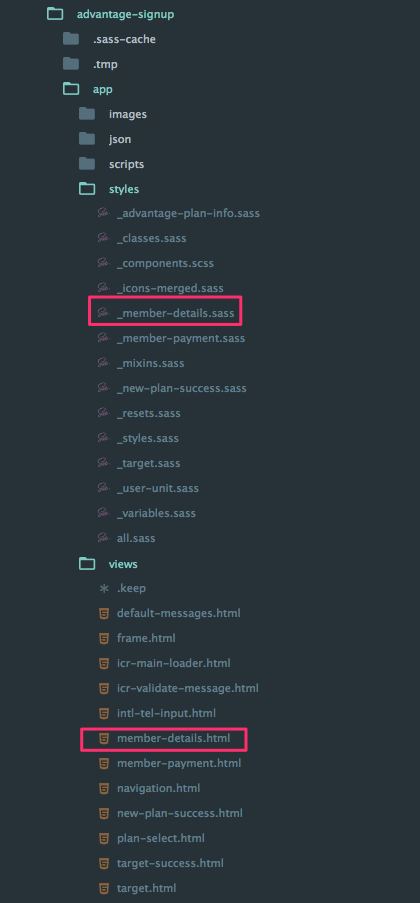 advantage-signup
.sass-cache
.tmp
app
images
json
scripts
styles
_advantage-plan-info.sass
_classes.sass
_components.scss
_icons-merged.sass
_member-details.sass
_member-payment.sass
_mixins.sass
_new-plan-success.sass
_resets.sass
_styles.sass
_target.sass
_user-unit.sass
_variables.sass
all.sass
views
.keep
default-messages.html
frame.html
icr-main-loader.html
icr-validate-message.html
intl-tel-input.html
member-details.html
member-payment.html
navigation.html
new-plan-success.html
plan-select.html
target-success.html
target.html